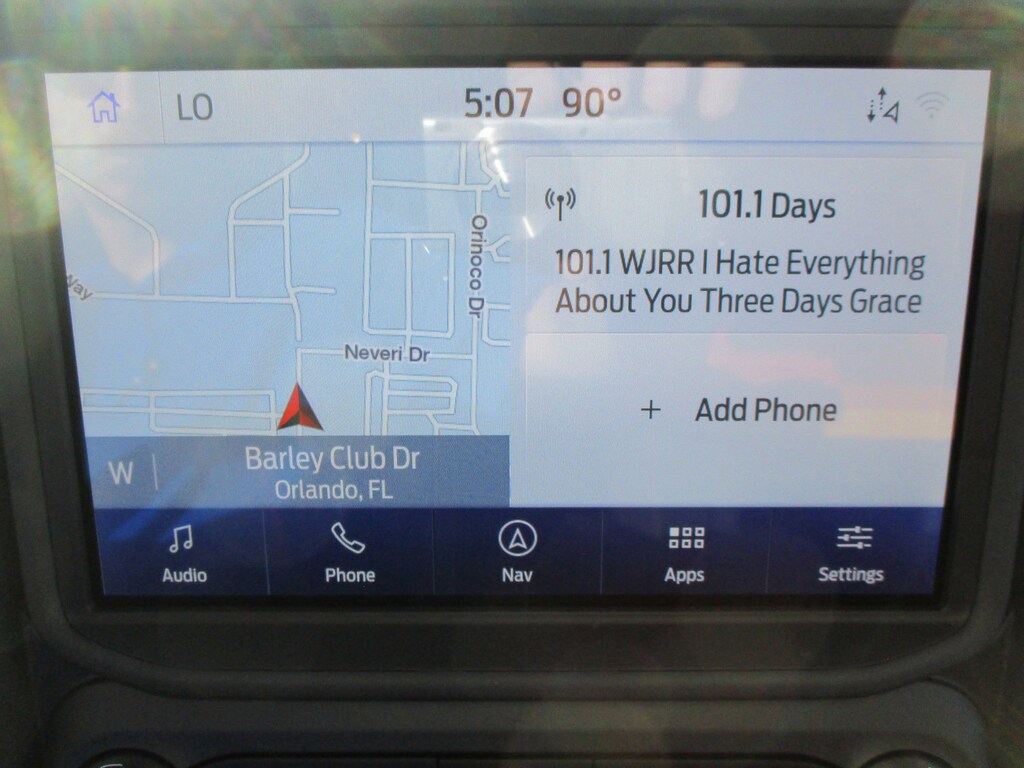 LO
5:07 90°
Way
Orinoco Dr
Neveri Dr
W
Barley Club Dr
Orlando, FL
101.1 Days
101.1 WJRR I Hate Everything
About You Three Days Grace
+ Add Phone
Audio
Phone
Nav
Apps
Settings